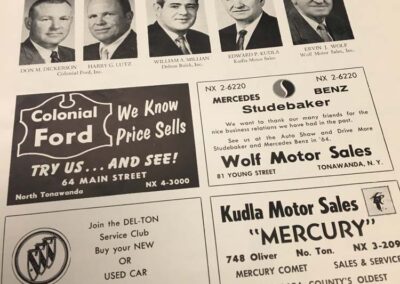 DON M. DICKERSON
Colonial Ford, Inc.
HARRY G. LUTZ
WILLIAM A. MILLIAN
Delton Buick, Inc.
EDWARD P. KUDLA
Kudla Motor Sales
ERVIN J. WOLF
Wolf Motor Sales, Inc.
Colonial
Ford
We Know
Price Sells
TRY US... AND SEE!
64 MAIN STREET
North Tonawanda
NX 4-3000
NX 2-6220
NX 2-6220
MERCEDES
BENZ
Studebaker
We want to thank our many friends for the
nice business relations we have had in the past.
See us at the Auto Show and Drive More
Studebaker and Mercedes Benz in '64.
Wolf Motor Sales
81 YOUNG STREET
TONAWANDA, N. Y.
Join the DEL-TON
Service Club
Buy your NEW
OR
USED CAR
Kudla Motor Sales
"MERCURY"
748 Oliver
No. Ton.
NX 3-209
MERCURY COMET
SALES & SERVICE
COUNTY'S OLDEST